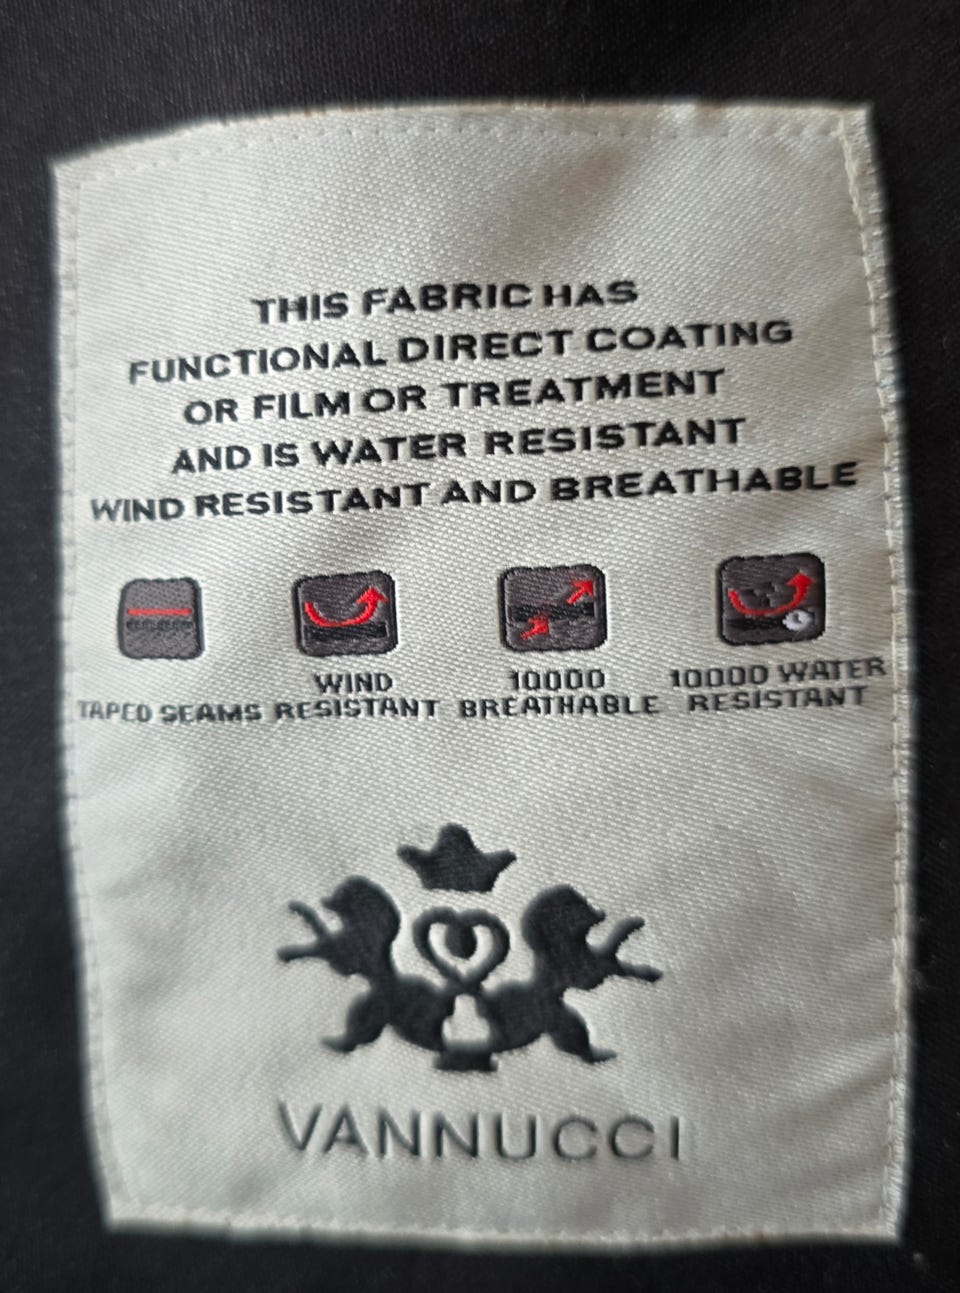 THIS FABRIC HAS
FUNCTIONAL DIRECT COATING
OR FILM OR TREATMENT
AND IS WATER RESISTANT
WIND RESISTANT AND BREATHABLE
TAPED SEAMS
WIND
RESISTANT
10000
BREATHABLE
10000 WATER
RESISTANT
VANNUCCI